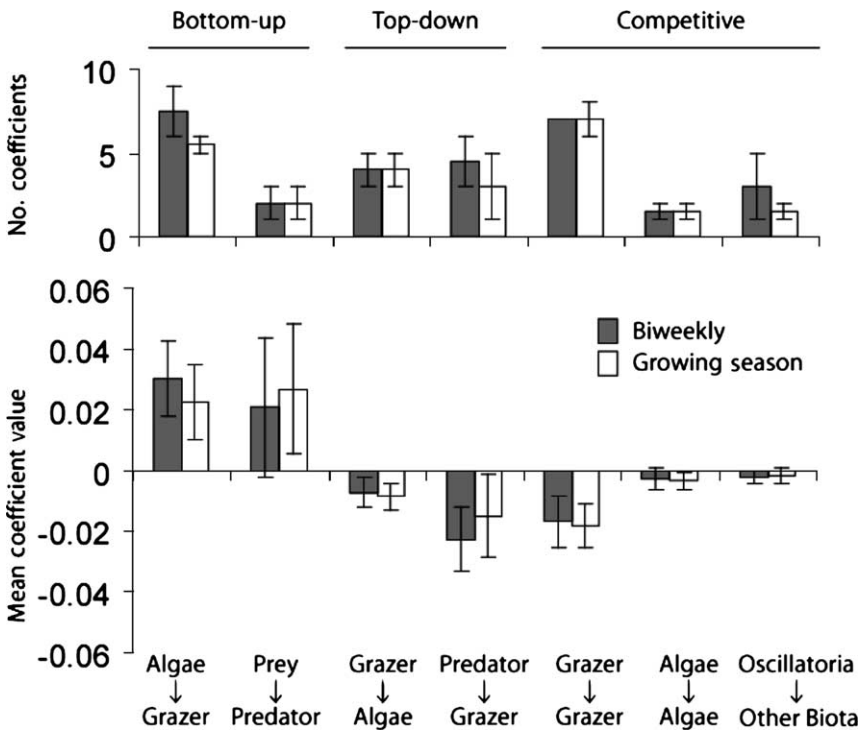 Bottom-up Top-down Competitive
No. coefficients
10
5
0
Mean coefficient value
0.06
0.04
0.02
0
-0.02
-0.04
-0.06
Biweekly
Growing season
Algae Prey Grazer Predator Grazer Algae Oscillatoria
↓ ↓ ↓ ↓ ↓ ↓ ↓
Grazer Predator Algae Grazer Grazer Algae Other Biota